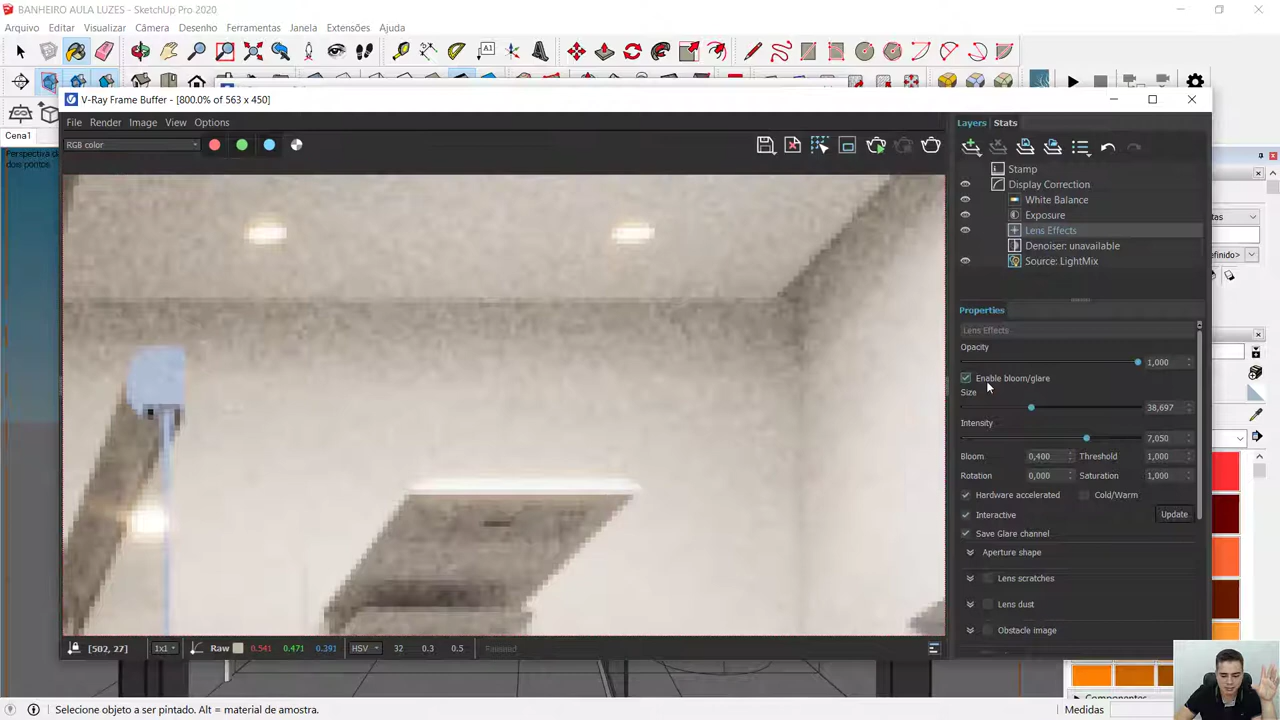 BANHEIRO AULA LUZES - SketchUp Pro 2020
Arquivo Editar Visualizar Câmera Desenho Ferramentas Janela Extensões Ajuda
Cena1
Perspectiva
dois pontos
V-Ray Frame Buffer - [800.0% of 563 x 450]
File Render Image View Options
RGB color
Layers Stats
Stamp
Display Correction
White Balance
Exposure
Lens Effects
Denoiser: unavailable
Source: LightMix
Properties
Lens Effects
Opacity
1,000
Enable bloom/glare
Size
38,697
Intensity
7,050
Bloom 0,400 Threshold 1,000
Rotation 0,000 Saturation 1,000
Hardware accelerated Cold/Warm
Interactive Update
Save Glare channel
Aperture shape
Lens scratches
Lens dust
Obstacle image
[502, 27] 1x1 Raw 0.541 0.471 0.391 HSV 32 0.3 0.5 Paused
Selecione objeto a ser pintado. Alt = material de amostra.
Medidas